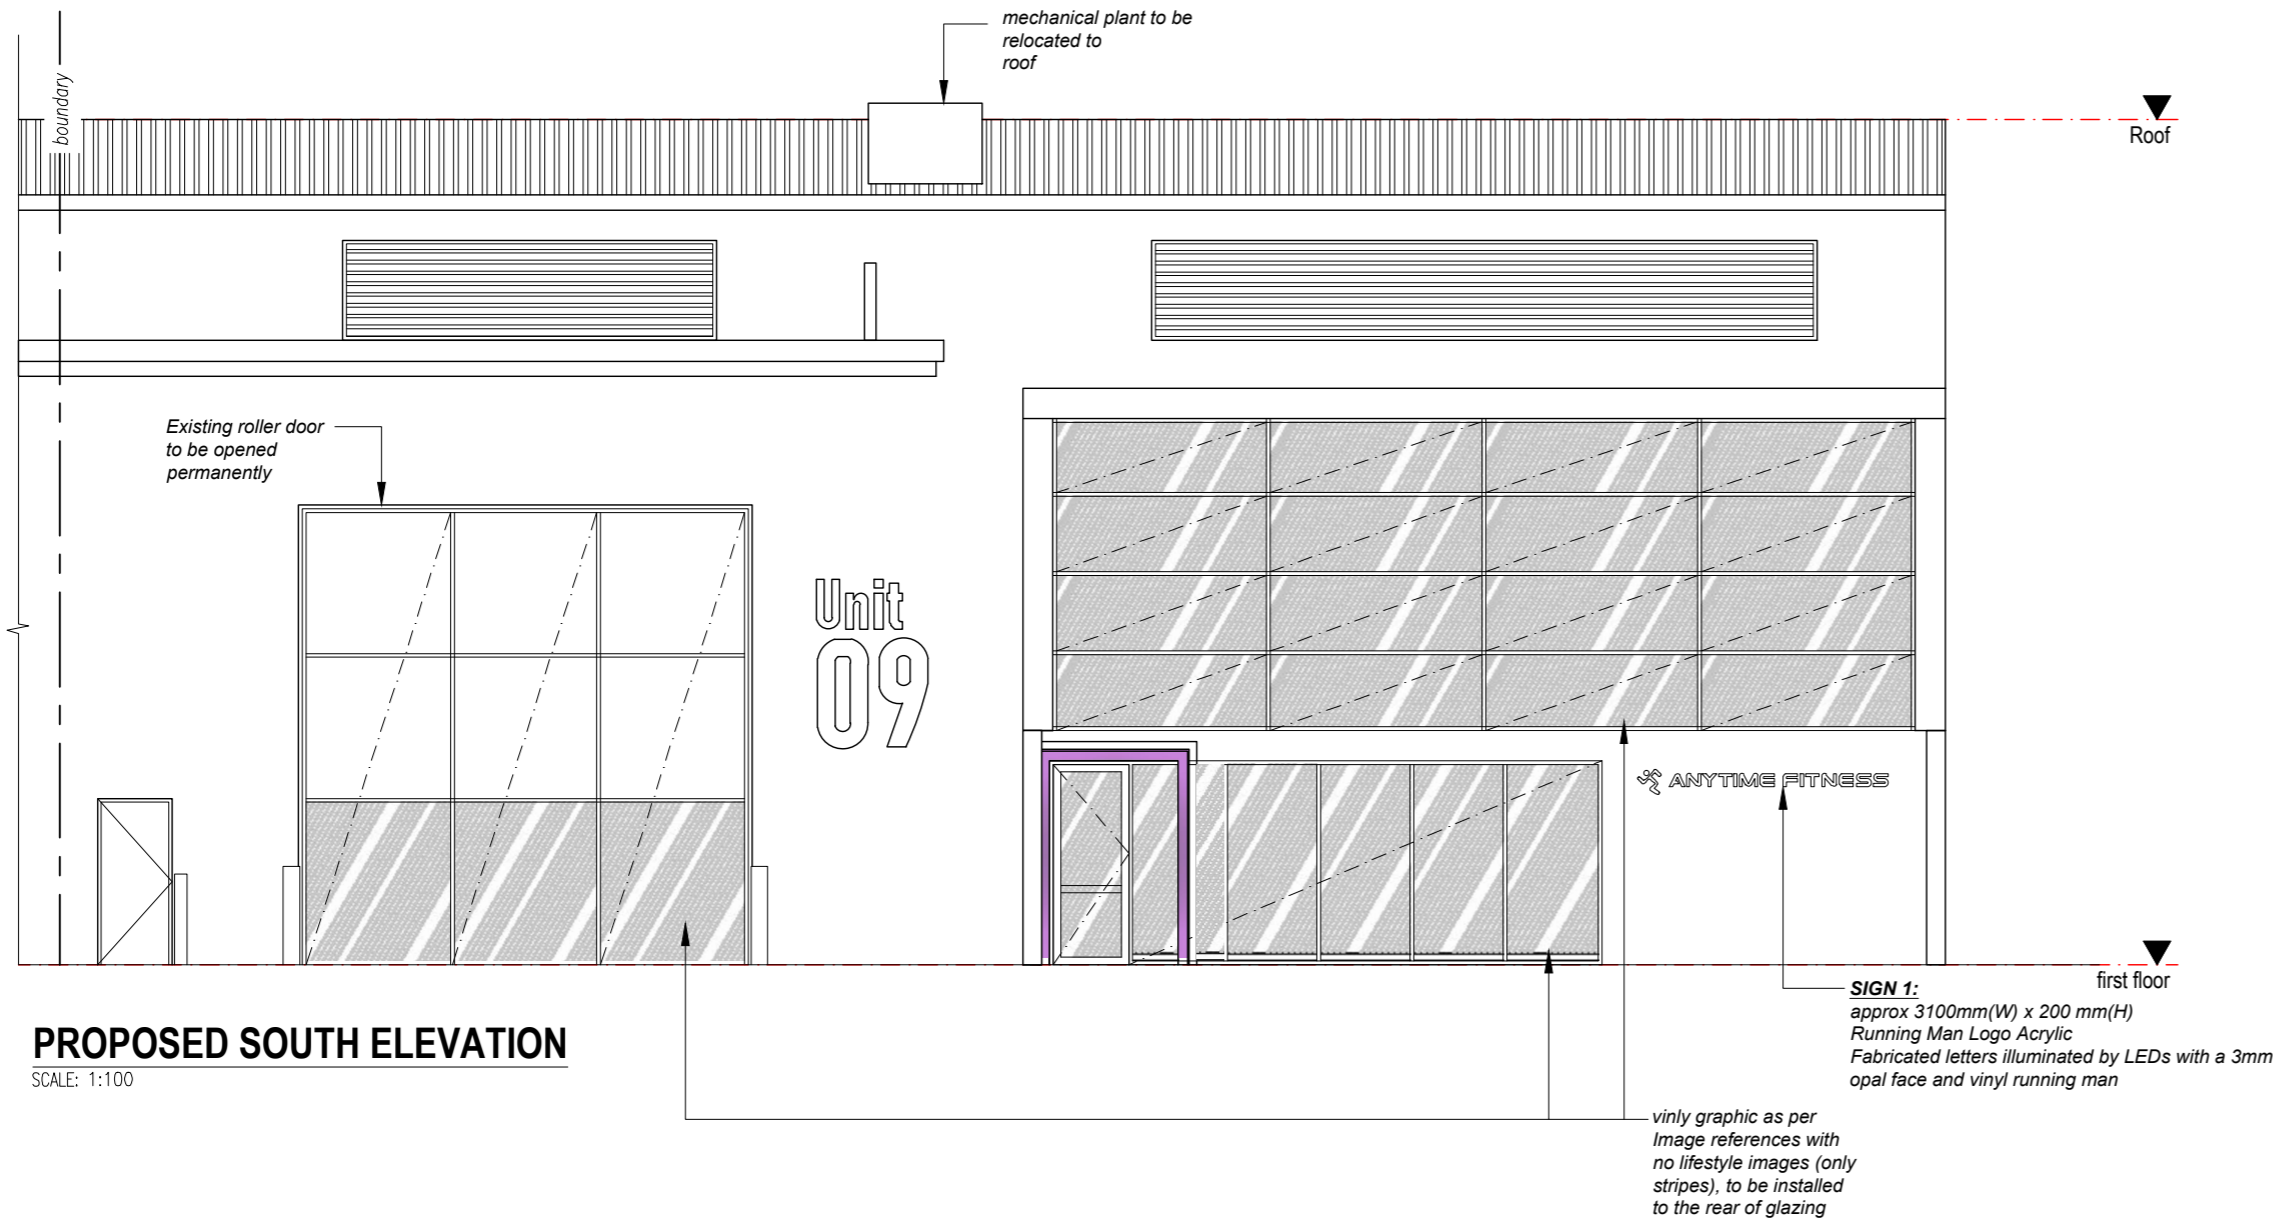 mechanical plant to be
relocated to
roof
boundary
Roof
Existing roller door
to be opened
permanently
Unit
09
ANYTIME FITNESS
first floor
SIGN 1:
approx 3100mm(W) x 200 mm(H)
Running Man Logo Acrylic
Fabricated letters illuminated by LEDs with a 3mm
opal face and vinyl running man
PROPOSED SOUTH ELEVATION
SCALE: 1:100
vinly graphic as per
Image references with
no lifestyle images (only
stripes), to be installed
to the rear of glazing